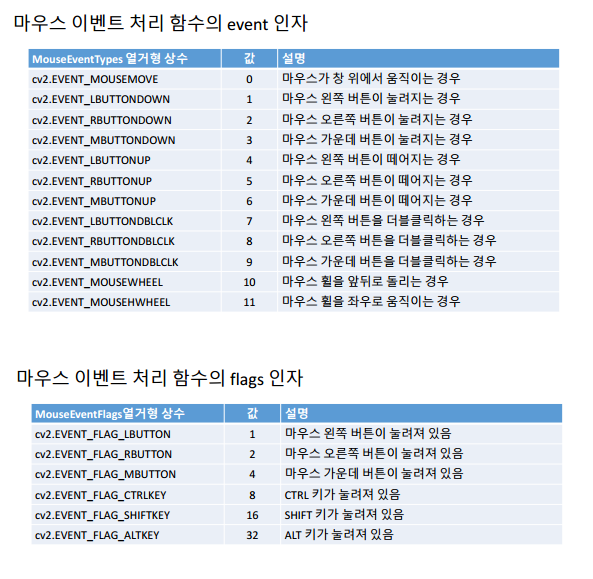 마우스 이벤트 처리 함수의 event 인자
MouseEventTypes 열거형 상수 값 설명
cv2.EVENT_MOUSEMOVE 0 마우스가 창 위에서 움직이는 경우
cv2.EVENT_LBUTTONDOWN 1 마우스 왼쪽 버튼이 눌려지는 경우
cv2.EVENT_RBUTTONDOWN 2 마우스 오른쪽 버튼이 눌려지는 경우
cv2.EVENT_MBUTTONDOWN 3 마우스 가운데 버튼이 눌려지는 경우
cv2.EVENT_LBUTTONUP 4 마우스 왼쪽 버튼이 떼어지는 경우
cv2.EVENT_RBUTTONUP 5 마우스 오른쪽 버튼이 떼어지는 경우
cv2.EVENT_MBUTTONUP 6 마우스 가운데 버튼이 떼어지는 경우
cv2.EVENT_LBUTTONDBLCLK 7 마우스 왼쪽 버튼을 더블클릭하는 경우
cv2.EVENT_RBUTTONDBLCLK 8 마우스 오른쪽 버튼을 더블클릭하는 경우
cv2.EVENT_MBUTTONDBLCLK 9 마우스 가운데 버튼을 더블클릭하는 경우
cv2.EVENT_MOUSEWHEEL 10 마우스 휠을 앞뒤로 돌리는 경우
cv2.EVENT_MOUSEHWHEEL 11 마우스 휠을 좌우로 움직이는 경우
마우스 이벤트 처리 함수의 flags 인자
MouseEventFlags열거형 상수 값 설명
cv2.EVENT_FLAG_LBUTTON 1 마우스 왼쪽 버튼이 눌려져 있음
cv2.EVENT_FLAG_RBUTTON 2 마우스 오른쪽 버튼이 눌려져 있음
cv2.EVENT_FLAG_MBUTTON 4 마우스 가운데 버튼이 눌려져 있음
cv2.EVENT_FLAG_CTRLKEY 8 CTRL 키가 눌려져 있음
cv2.EVENT_FLAG_SHIFTKEY 16 SHIFT 키가 눌려져 있음
cv2.EVENT_FLAG_ALTKEY 32 ALT 키가 눌려져 있음